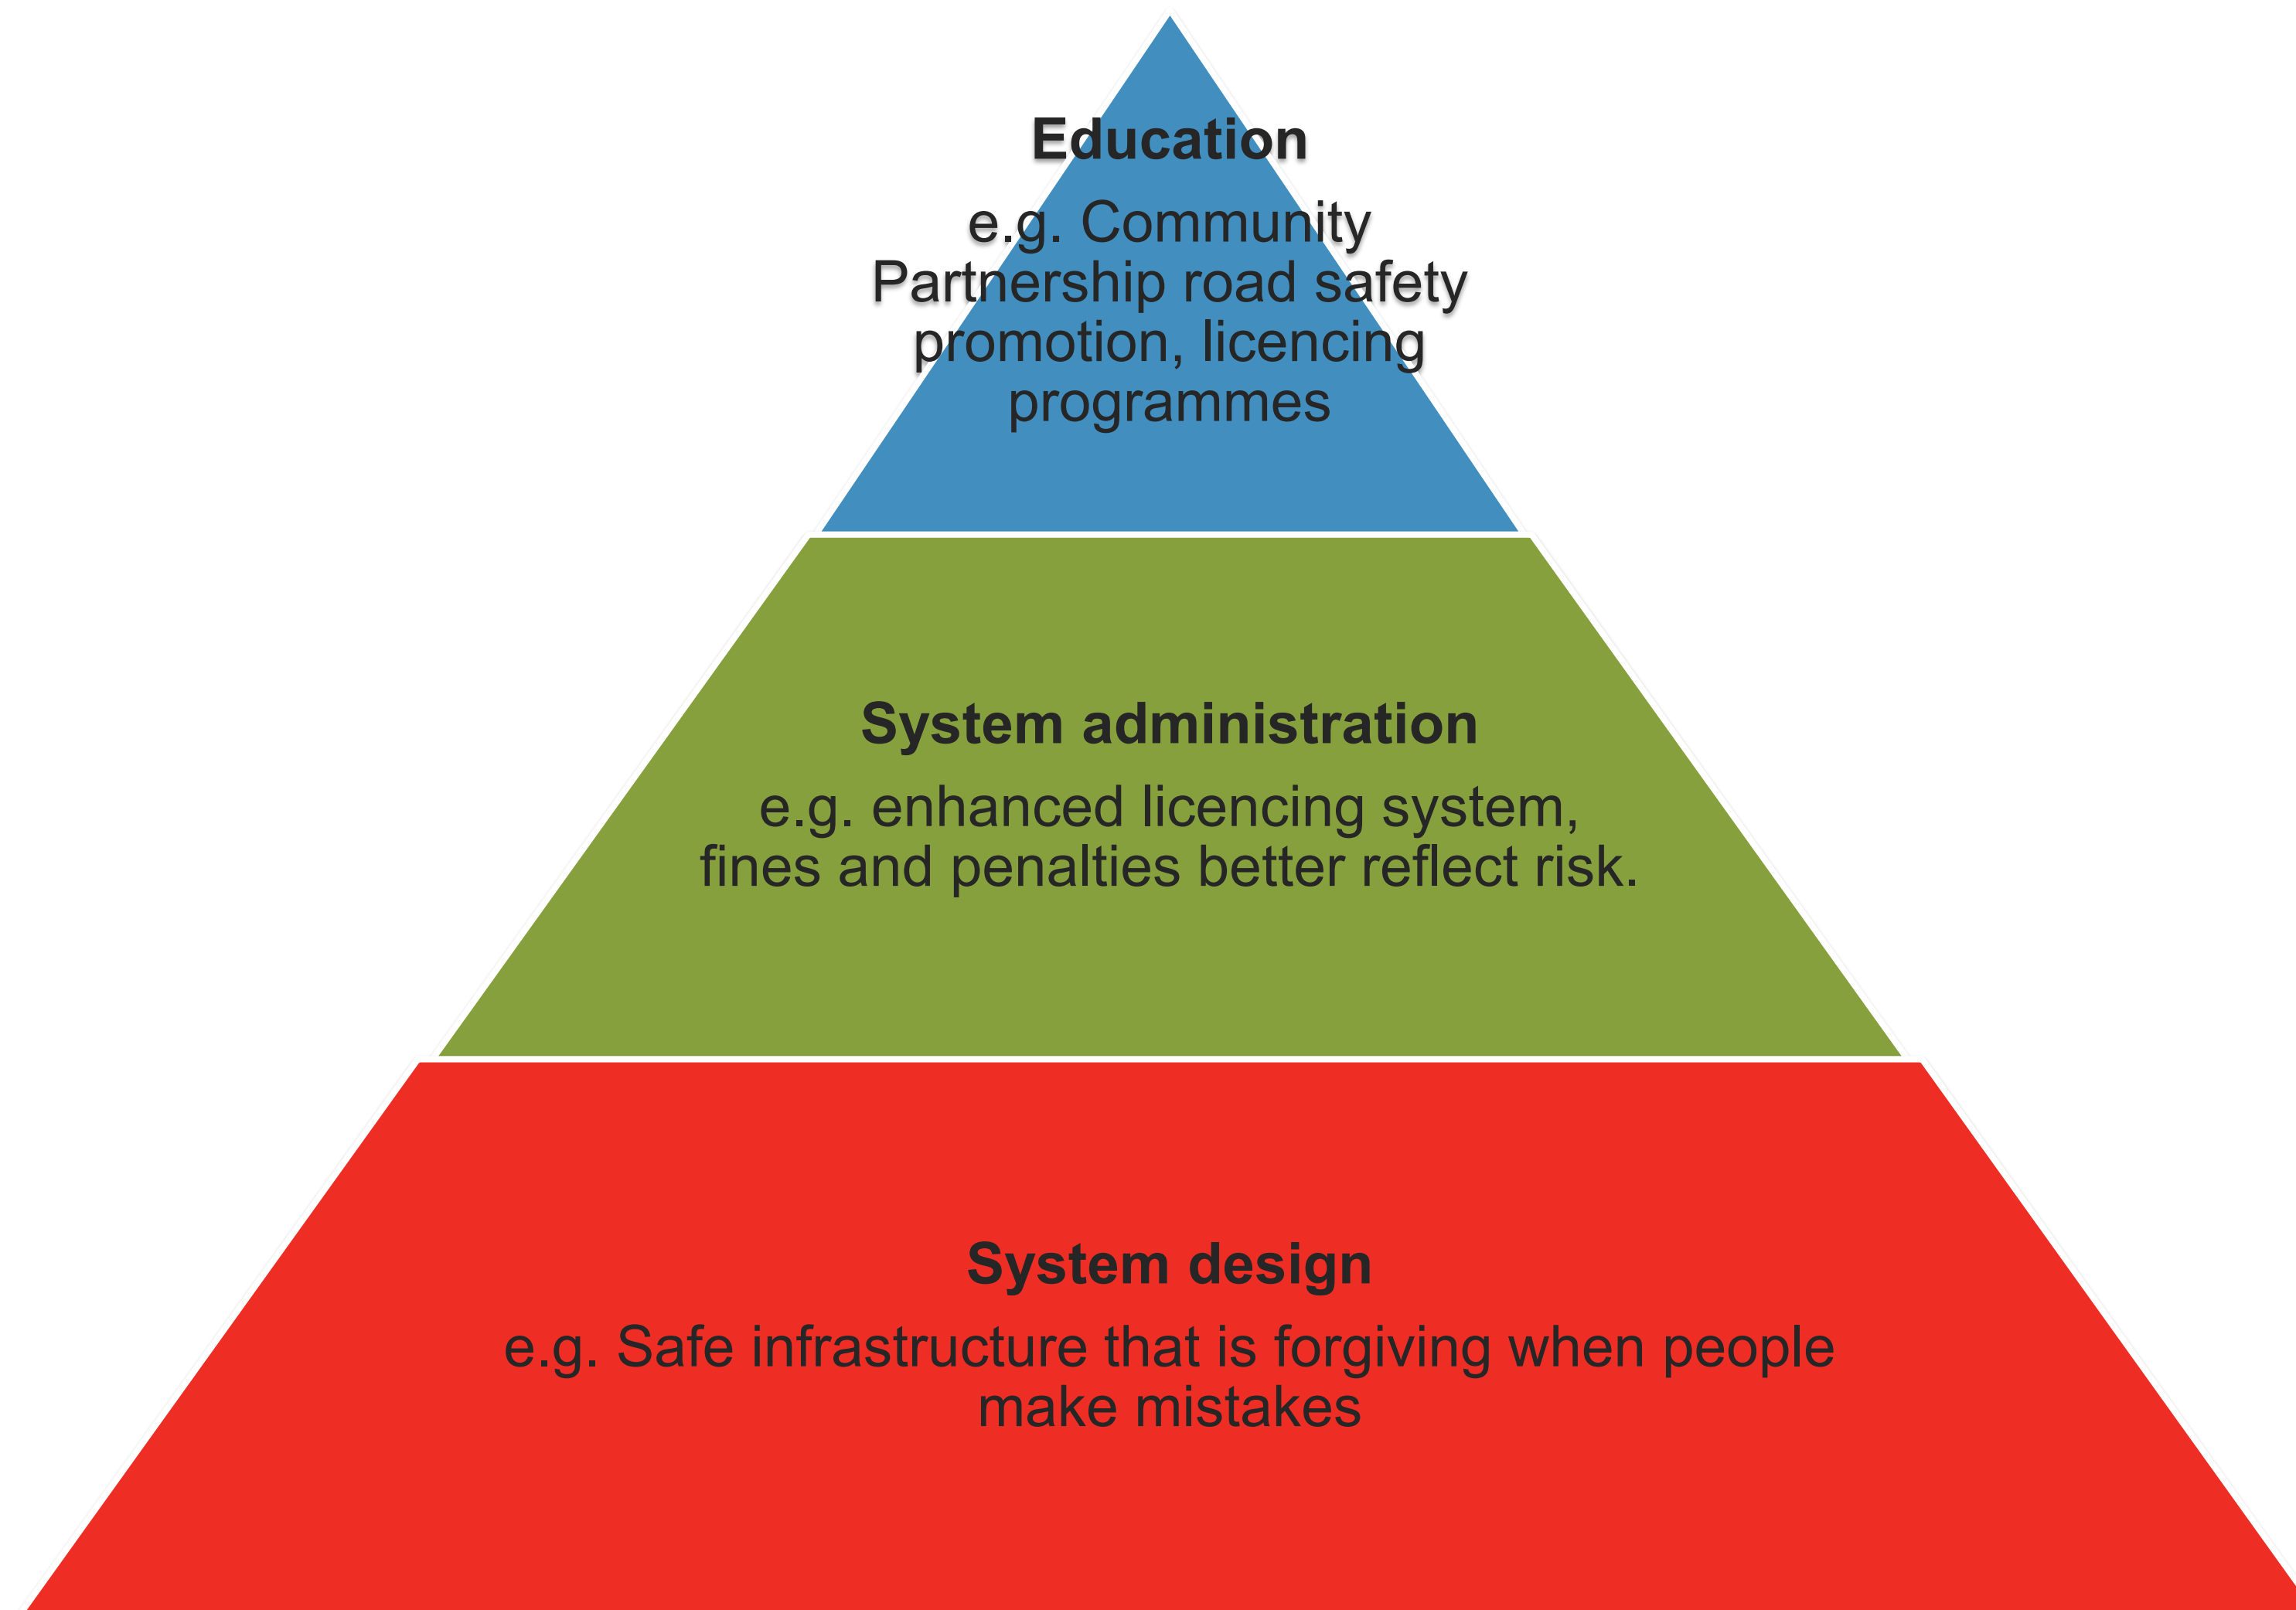 Education
e.g. Community
Partnership road safety
promotion, licencing
programmes
System administration
e.g. enhanced licencing system,
fines and penalties better reflect risk.
System design
e.g. Safe infrastructure that is forgiving when people
make mistakes